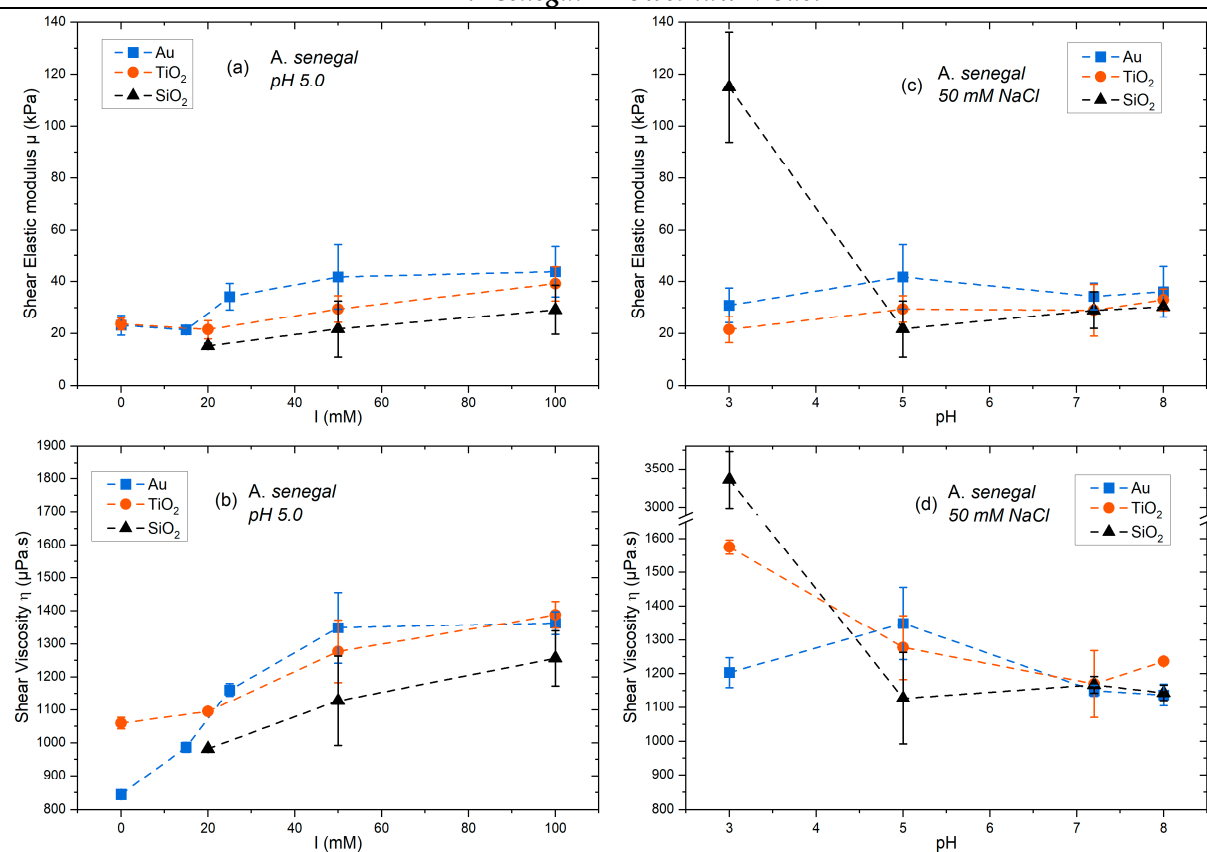 140
120
100
80
60
40
20
0
Shear Elastic modulus μ (kPa)
Au
TiO₂
SiO₂
(a)
A. senegal
pH 5.0
0 20 40 60 80 100
I (mM)
140
120
100
80
60
40
20
0
Shear Elastic modulus μ (kPa)
(c)
A. senegal
50 mM NaCl
Au
TiO₂
SiO₂
3 4 5 6 7 8
pH
1900
1800
1700
1600
1500
1400
1300
1200
1100
1000
900
800
Shear Viscosity η (μPa.s)
Au
TiO₂
SiO₂
(b)
A. senegal
pH 5.0
0 20 40 60 80 100
I (mM)
3500
3000
1600
1500
1400
1300
1200
1100
1000
900
800
Shear Viscosity η (μPa.s)
(d)
A. senegal
50 mM NaCl
Au
TiO₂
SiO₂
3 4 5 6 7 8
pH